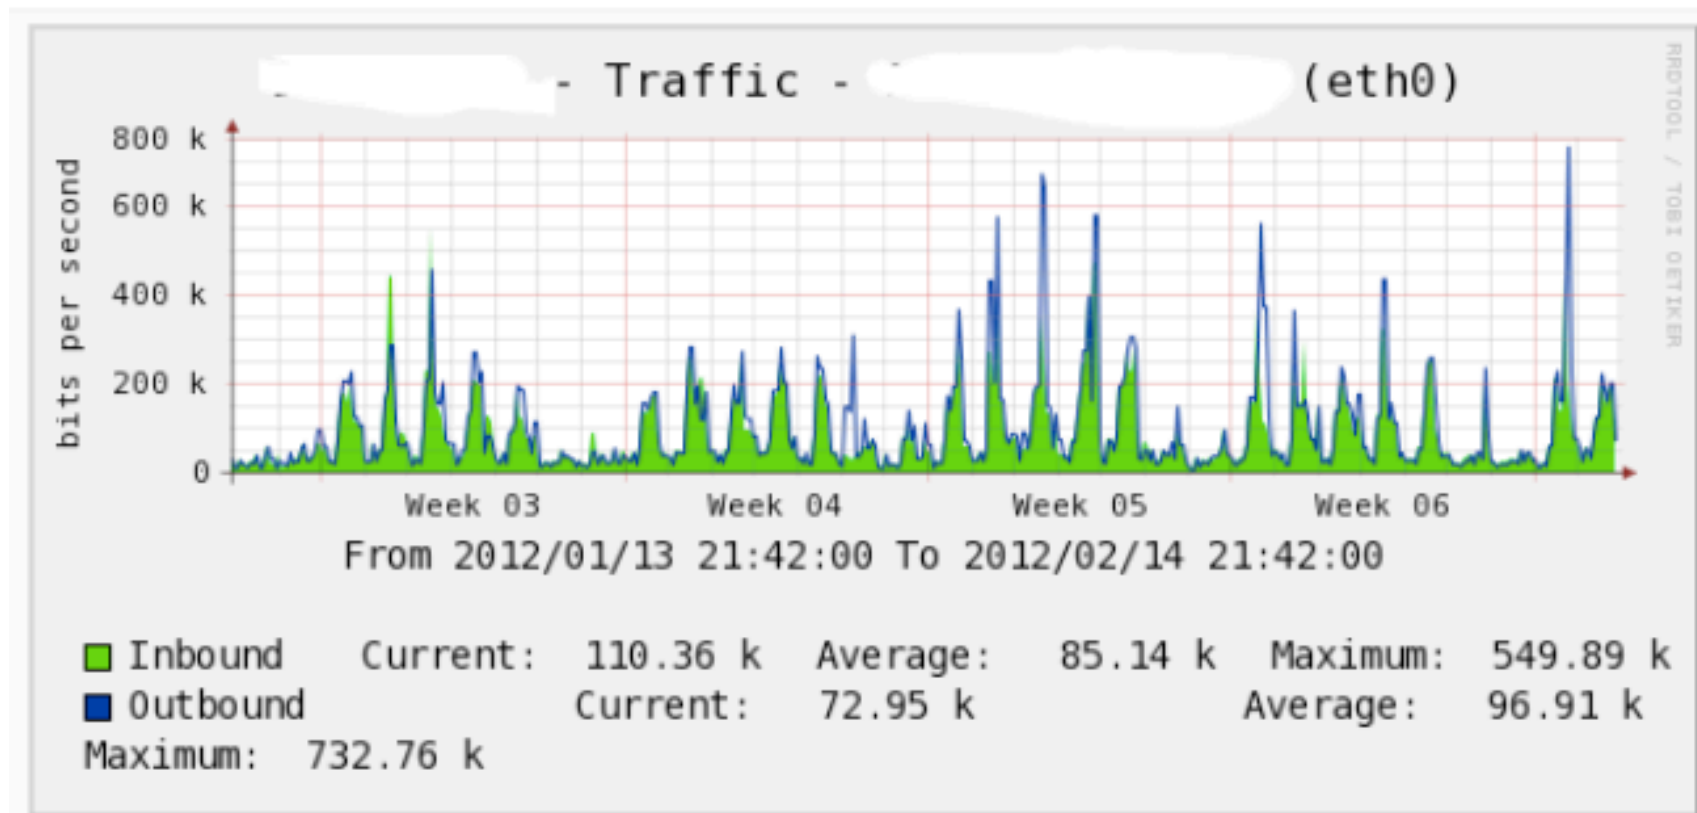 - Traffic - (eth0)
RRDTOOL / TOBI OETIKER
bits per second
800 k
600 k
400 k
200 k
0
Week 03 Week 04 Week 05 Week 06
From 2012/01/13 21:42:00 To 2012/02/14 21:42:00
Inbound Current: 110.36 k Average: 85.14 k Maximum: 549.89 k
Outbound Current: 72.95 k Average: 96.91 k
Maximum: 732.76 k